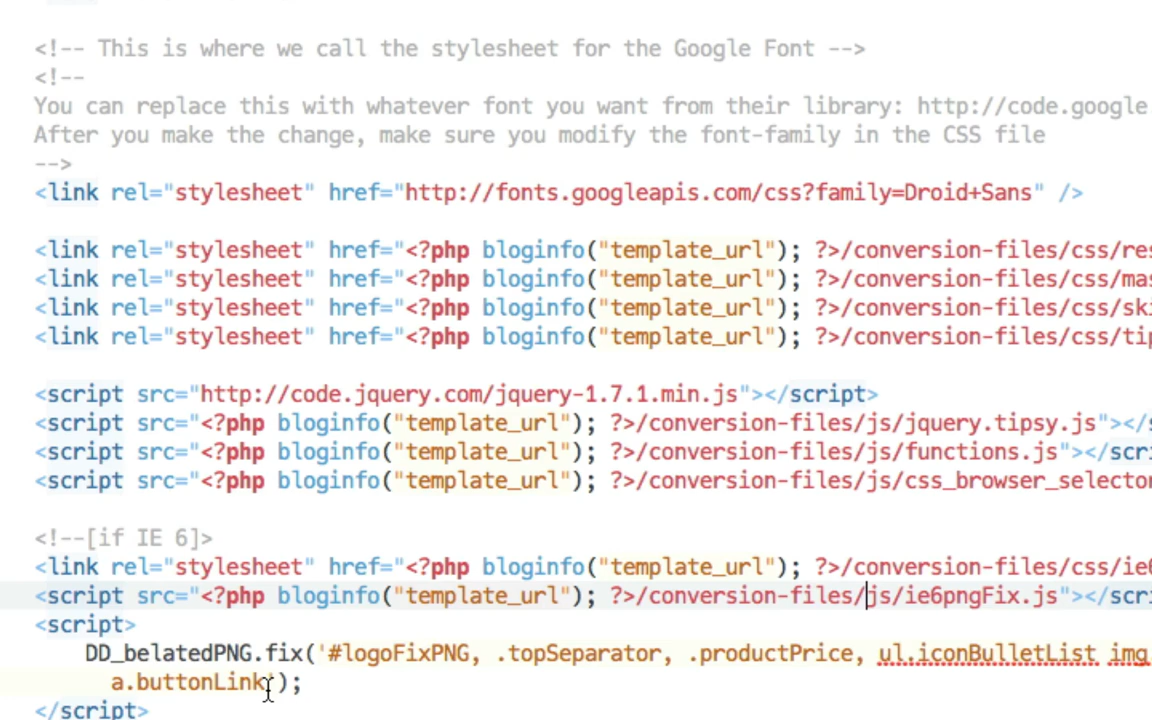 <!-- This is where we call the stylesheet for the Google Font -->
<!--
You can replace this with whatever font you want from their library: http://code.google.
After you make the change, make sure you modify the font-family in the CSS file
-->
<link rel="stylesheet" href="http://fonts.googleapis.com/css?family=Droid+Sans" />
<link rel="stylesheet" href="<?php bloginfo("template_url"); ?>/conversion-files/css/res
<link rel="stylesheet" href="<?php bloginfo("template_url"); ?>/conversion-files/css/mas
<link rel="stylesheet" href="<?php bloginfo("template_url"); ?>/conversion-files/css/ski
<link rel="stylesheet" href="<?php bloginfo("template_url"); ?>/conversion-files/css/tip
<script src="http://code.jquery.com/jquery-1.7.1.min.js"></script>
<script src="<?php bloginfo("template_url"); ?>/conversion-files/js/jquery.tipsy.js"></s
<script src="<?php bloginfo("template_url"); ?>/conversion-files/js/functions.js"></scri
<script src="<?php bloginfo("template_url"); ?>/conversion-files/js/css_browser_selector
<!--[if IE 6]>
<link rel="stylesheet" href="<?php bloginfo("template_url"); ?>/conversion-files/css/ie6
<script src="<?php bloginfo("template_url"); ?>/conversion-files/js/ie6pngFix.js"></scri
<script>
DD_belatedPNG.fix('#logoFixPNG, .topSeparator, .productPrice, ul.iconBulletList img
a.buttonLink');
</script>